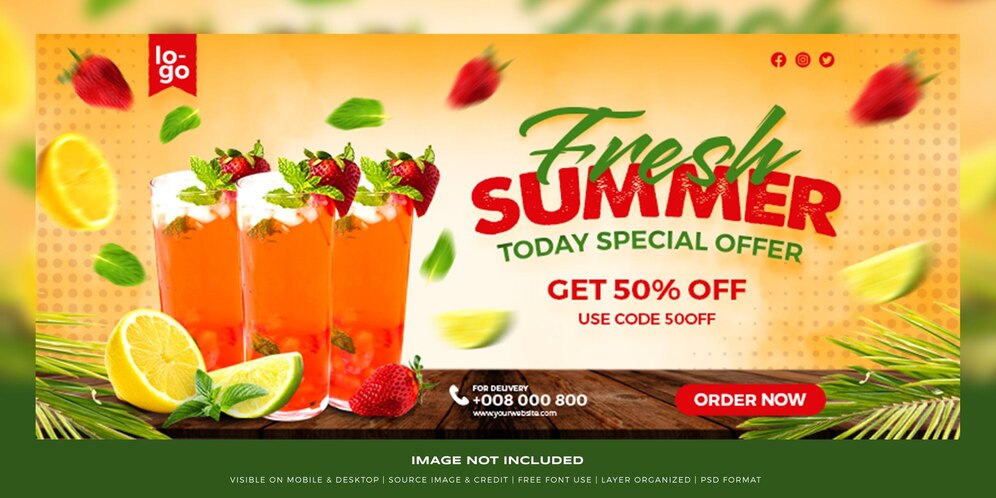 lo-
go
Fresh
SUMMER
TODAY SPECIAL OFFER
GET 50% OFF
USE CODE 50OFF
FOR DELIVERY
+008 000 800
www.yourwebsite.com
ORDER NOW
IMAGE NOT INCLUDED
VISIBLE ON MOBILE & DESKTOP | SOURCE IMAGE & CREDIT | FREE FONT USE | LAYER ORGANIZED | PSD FORMAT